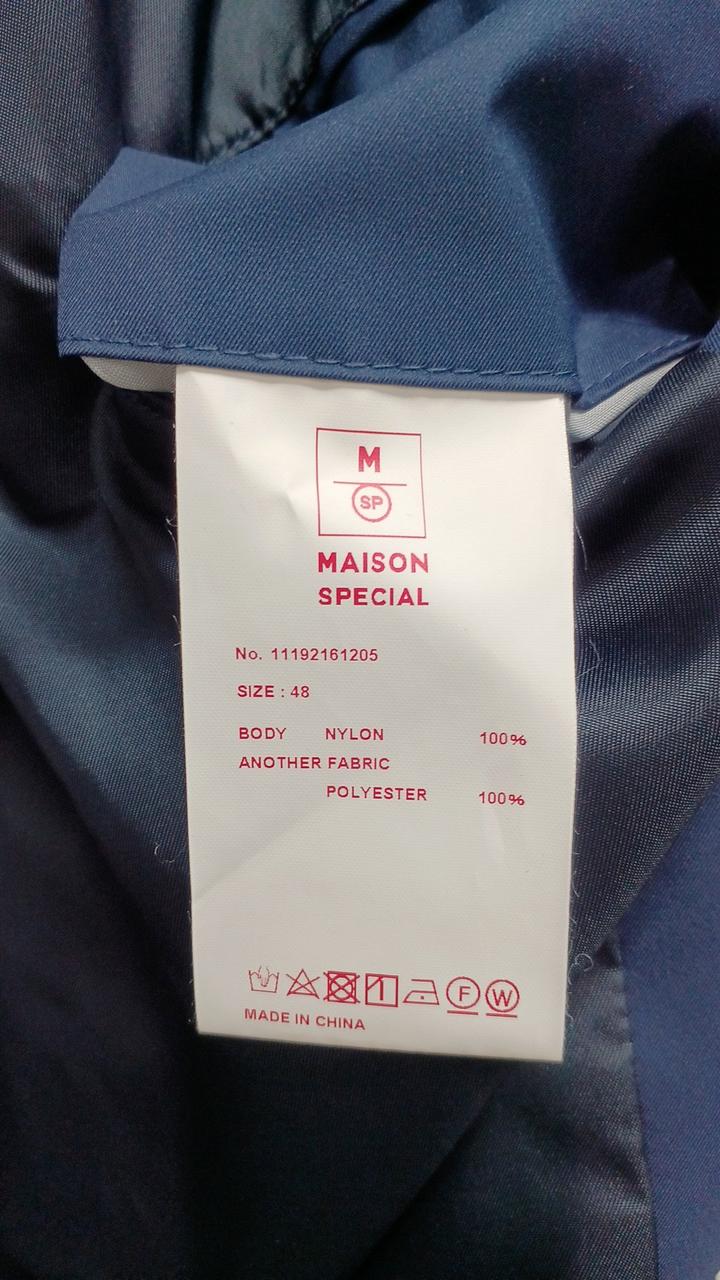 M
SP
MAISON
SPECIAL
No. 11192161205
SIZE : 48
BODY NYLON 100%
ANOTHER FABRIC
POLYESTER 100%
F W
MADE IN CHINA